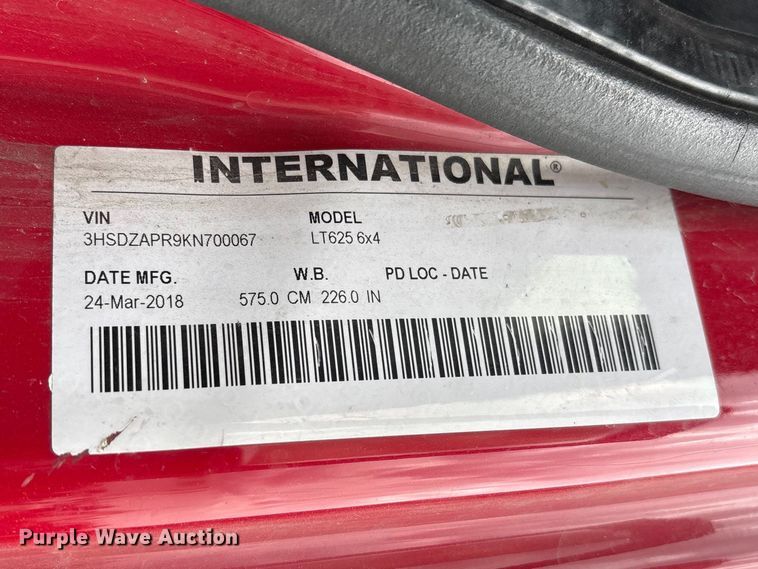 INTERNATIONAL®
VIN MODEL
3HSDZAPR9KN700067 LT625 6x4
DATE MFG. W.B. PD LOC - DATE
24-Mar-2018 575.0 CM 226.0 IN
Purple Wave Auction